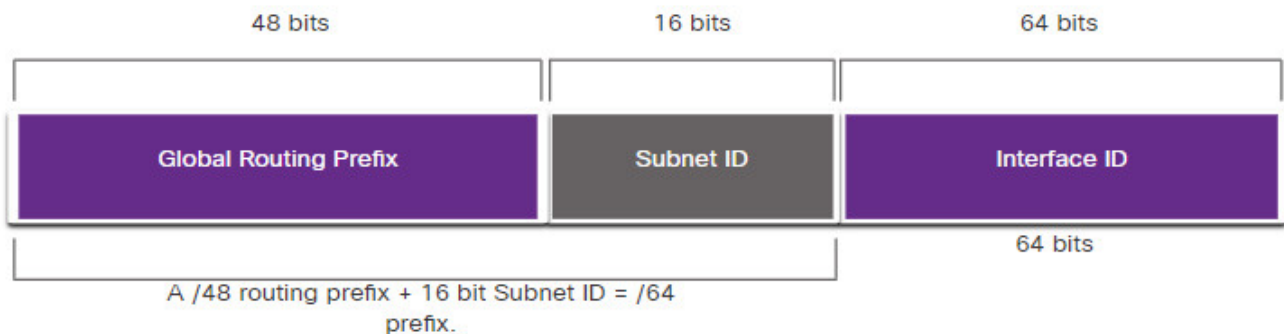 48 bits
16 bits
64 bits
Global Routing Prefix
Subnet ID
Interface ID
64 bits
A /48 routing prefix + 16 bit Subnet ID = /64
prefix.